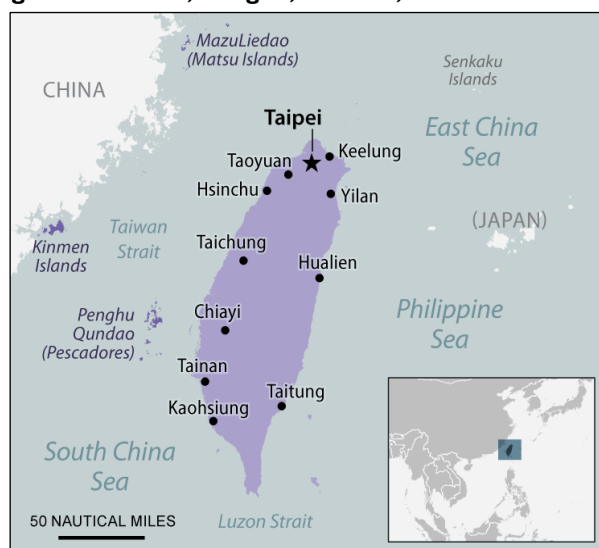 MazuLiedao
(Matsu Islands)
CHINA
Senkaku
Islands
Taipei
East China
Sea
Keelung
Taoyuan
Hsinchu
Yilan
Taiwan
Strait
(JAPAN)
Kinmen
Islands
Taichung
Hualien
Penghu
Qundao
(Pescadores)
Chiayi
Philippine
Sea
Tainan
Taitung
Kaohsiung
South China
Sea
50 NAUTICAL MILES
Luzon Strait